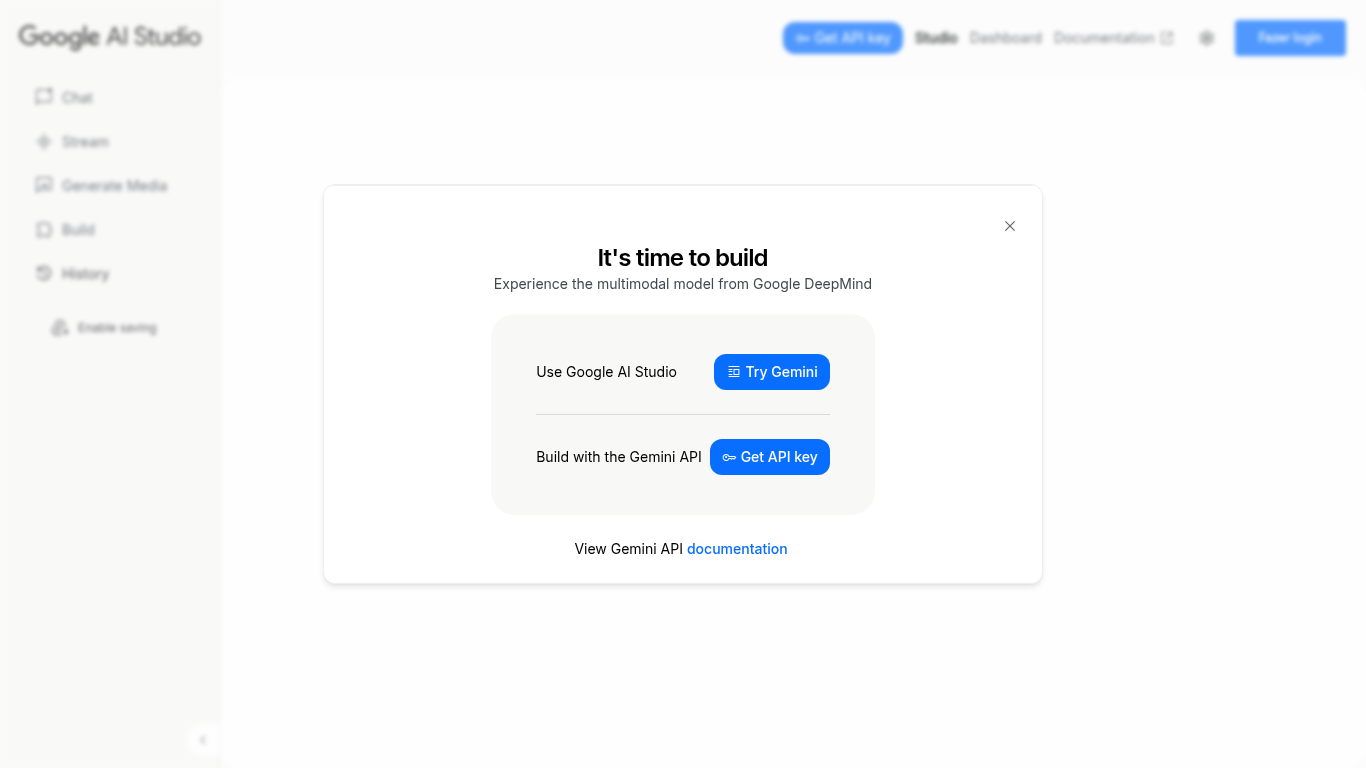 Google AI Studio
Get API key
Studio
Dashboard
Documentation
Fazer login
Chat
Stream
Generate Media
Build
History
Enable saving
It's time to build
Experience the multimodal model from Google DeepMind
Use Google AI Studio
Try Gemini
Build with the Gemini API
Get API key
View Gemini API documentation